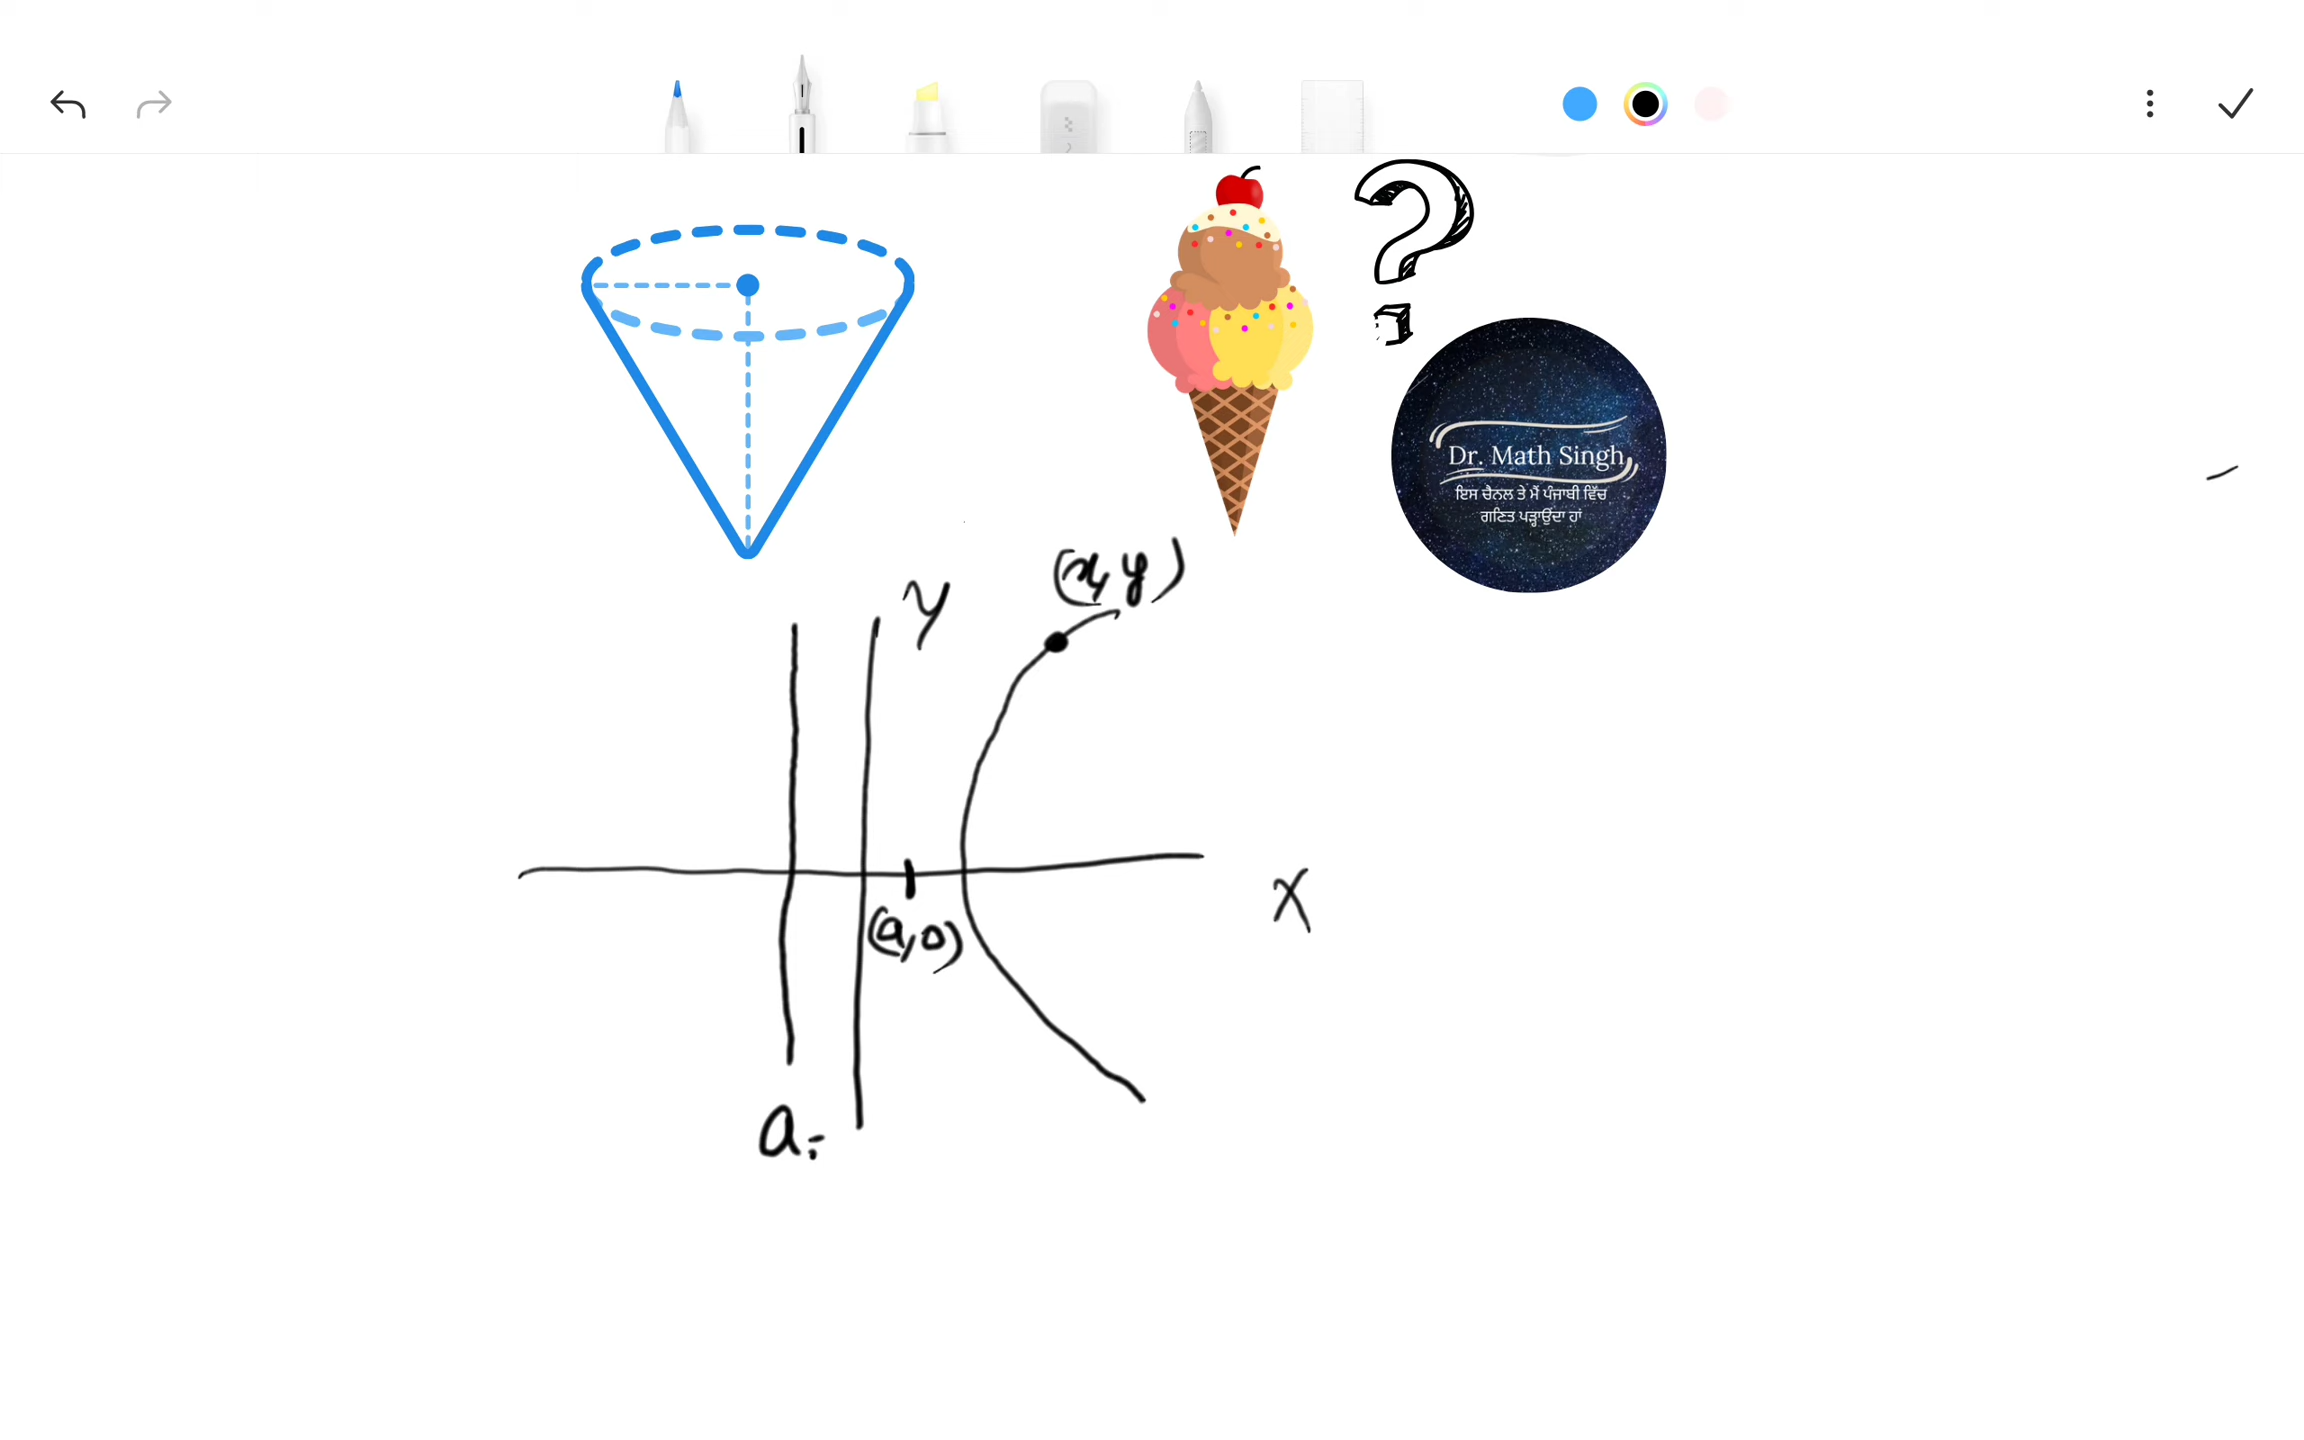 ?
Dr. Math Singh
ਇਸ ਚੈਨਲ ਤੇ ਮੈਂ ਪੰਜਾਬੀ ਵਿੱਚ
ਗਣਿਤ ਪੜ੍ਹਾਉਂਦਾ ਹਾਂ
(x,y)
y
x
(a,0)
a: